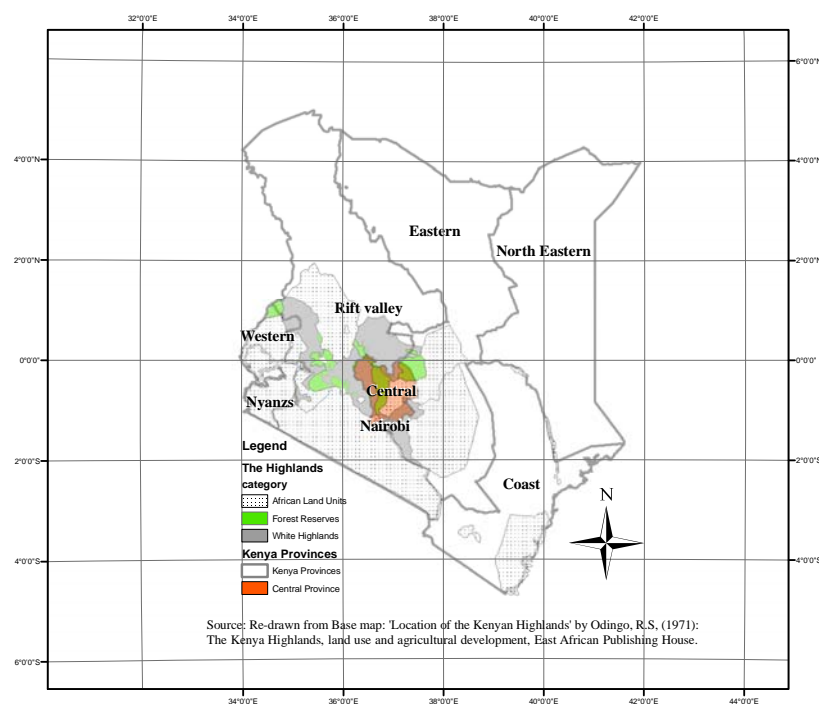 32°0'0"E 34°0'0"E 36°0'0"E 38°0'0"E 40°0'0"E 42°0'0"E
6°0'0"N
4°0'0"N 4°0'0"N
Eastern
North Eastern
2°0'0"N 2°0'0"N
Rift valley
Western
0°0'0" 0°0'0"
Central
Nyanzs
Nairobi
Legend
2°0'0"S 2°0'0"S
The Highlands
category
African Land Units
Forest Reserves
White Highlands
Kenya Provinces
Kenya Provinces
Central Province
Coast
N
4°0'0"S 4°0'0"S
Source: Re-drawn from Base map: 'Location of the Kenyan Highlands' by Odingo, R.S, (1971):
The Kenya Highlands, land use and agricultural development, East African Publishing House.
6°0'0"S
34°0'0"E 36°0'0"E 38°0'0"E 40°0'0"E 42°0'0"E 44°0'0"E